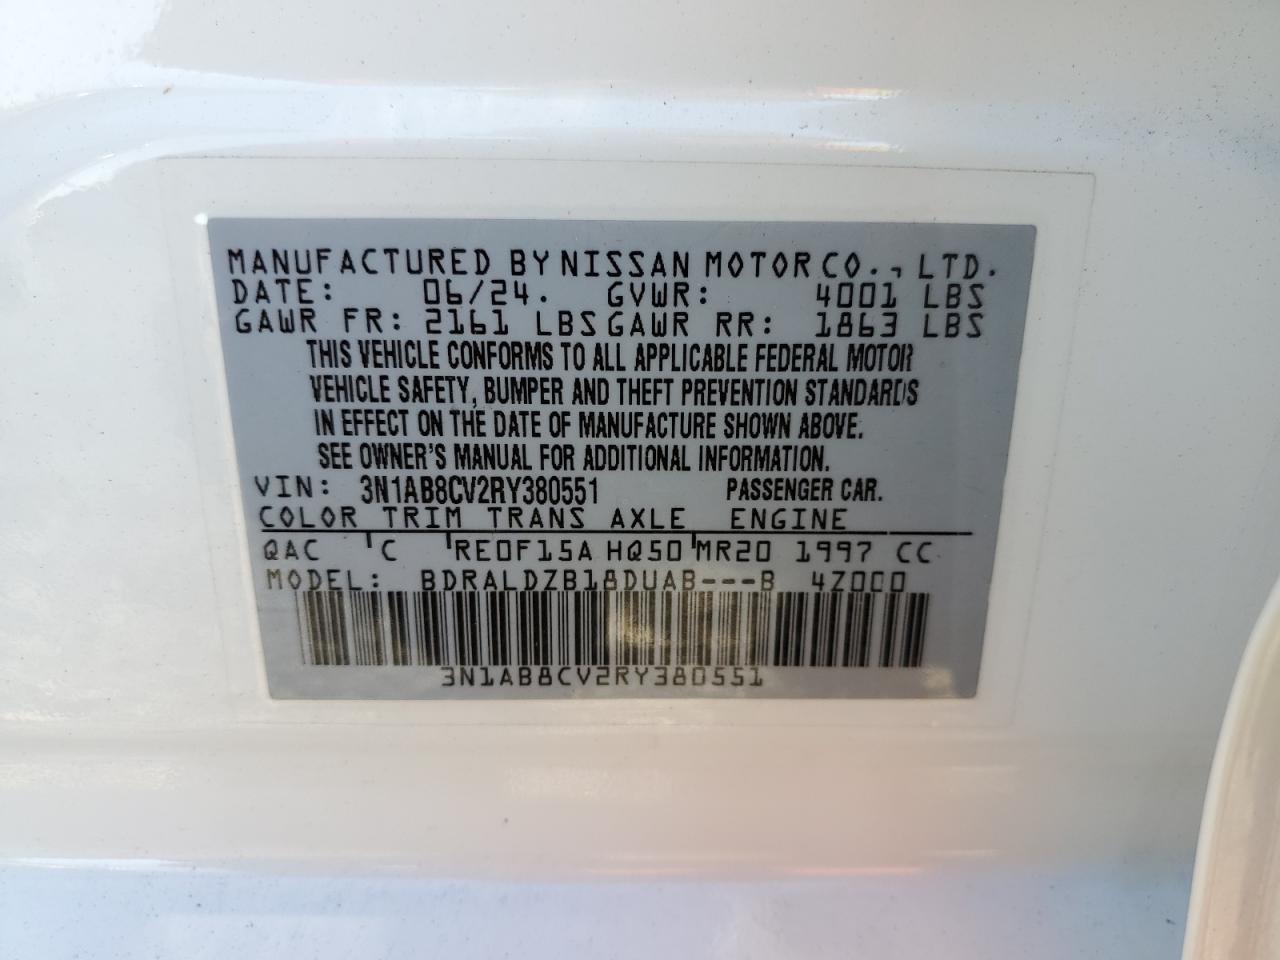 MANUFACTURED BY NISSAN MOTOR CO., LTD.
DATE: 06/24. GVWR: 4001 LBS
GAWR FR: 2161 LBS GAWR RR: 1863 LBS
THIS VEHICLE CONFORMS TO ALL APPLICABLE FEDERAL MOTOR
VEHICLE SAFETY, BUMPER AND THEFT PREVENTION STANDARDS
IN EFFECT ON THE DATE OF MANUFACTURE SHOWN ABOVE.
SEE OWNER'S MANUAL FOR ADDITIONAL INFORMATION.
VIN: 3N1AB8CV2RY380551 PASSENGER CAR.
COLOR TRIM TRANS AXLE ENGINE
QAC C RE0F15A HQ50 MR20 1997 CC
MODEL: BDRALDZB18DUAB---B 4Z000
3N1AB8CV2RY380551